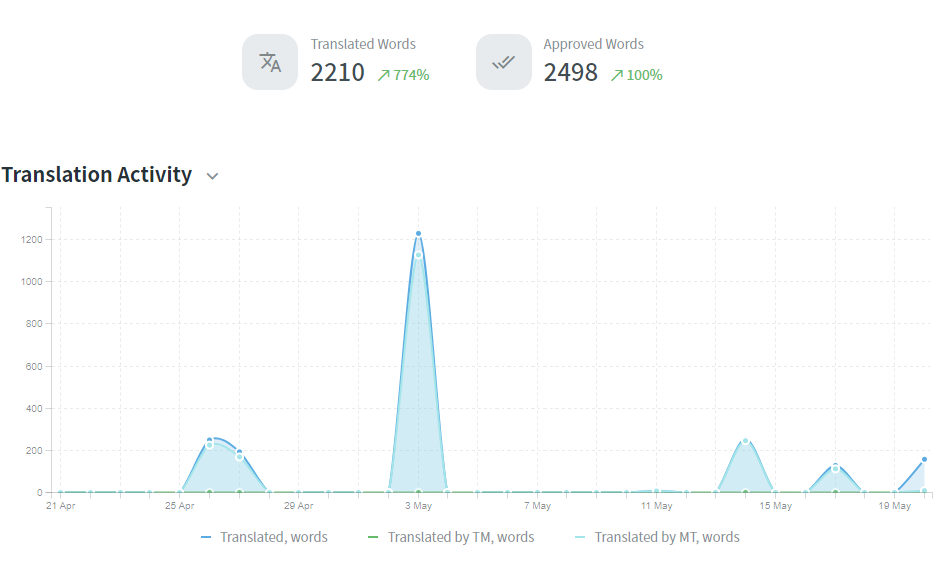 Translated Words
2210 774%
Approved Words
2498 100%
Translation Activity
1200
1000
800
600
400
200
0
21 Apr 25 Apr 29 Apr 3 May 7 May 11 May 15 May 19 May
Translated, words Translated by TM, words Translated by MT, words